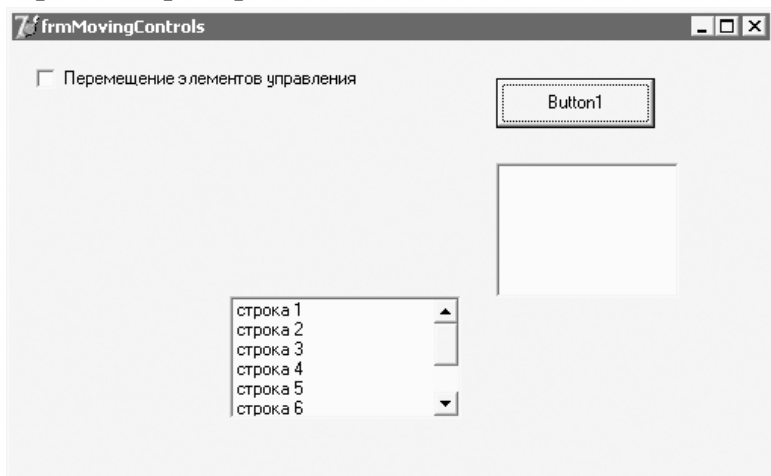 frmMovingControls
Перемещение элементов управления
Button1
строка 1
строка 2
строка 3
строка 4
строка 5
строка 6